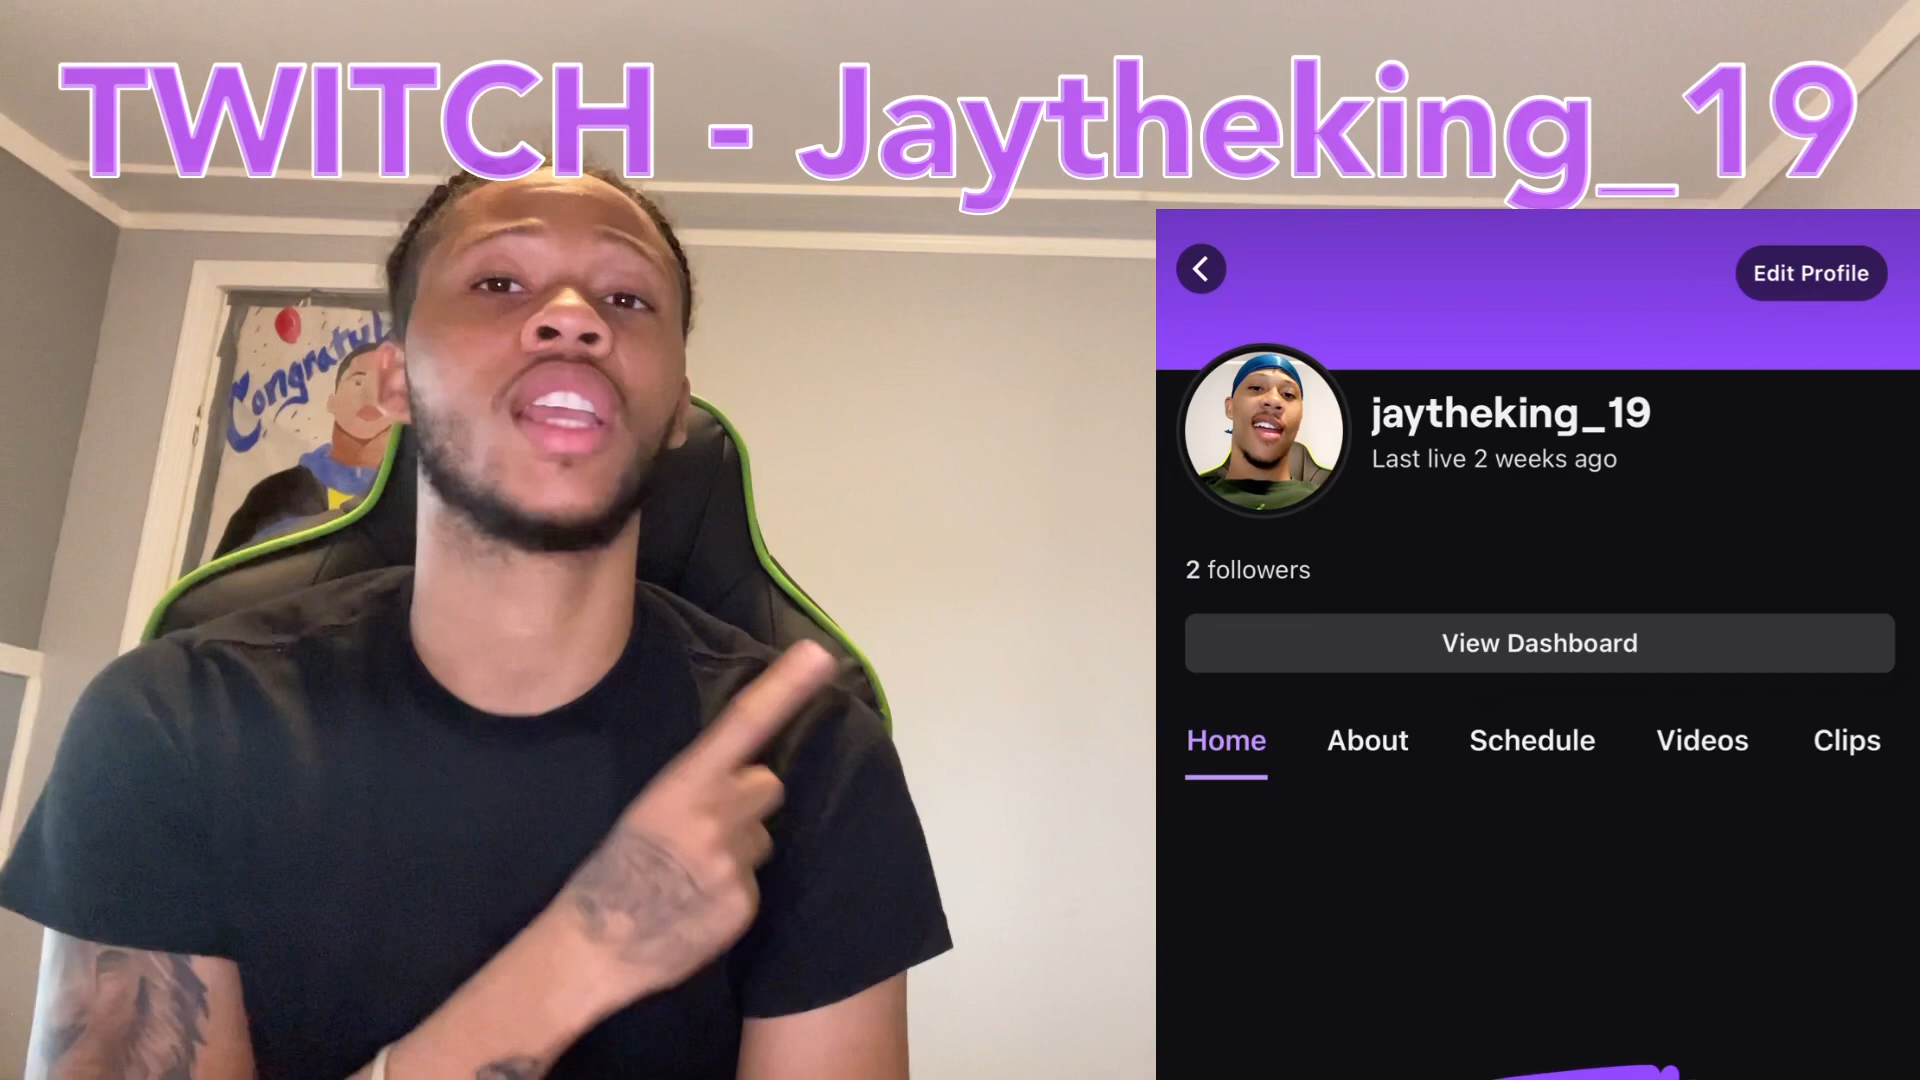 TWITCH - Jaytheking_19
Congratul
Edit Profile
jaytheking_19
Last live 2 weeks ago
2 followers
View Dashboard
Home About Schedule Videos Clips